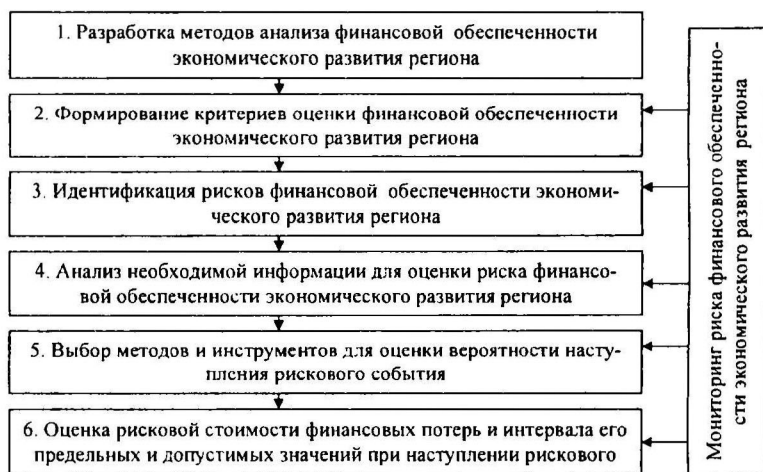 1. Разработка методов анализа финансовой обеспеченности
экономического развития региона
2. Формирование критериев оценки финансовой обеспеченности
экономического развития региона
3. Идентификация рисков финансовой обеспеченности экономи-
ческого развития региона
4. Анализ необходимой информации для оценки риска финансо-
вой обеспеченности экономического развития региона
5. Выбор методов и инструментов для оценки вероятности насту-
пления рискового события
6. Оценка рисковой стоимости финансовых потерь и интервала его
предельных и допустимых значений при наступлении рискового
Мониторинг риска финансового обеспеченно-
сти экономического развития региона